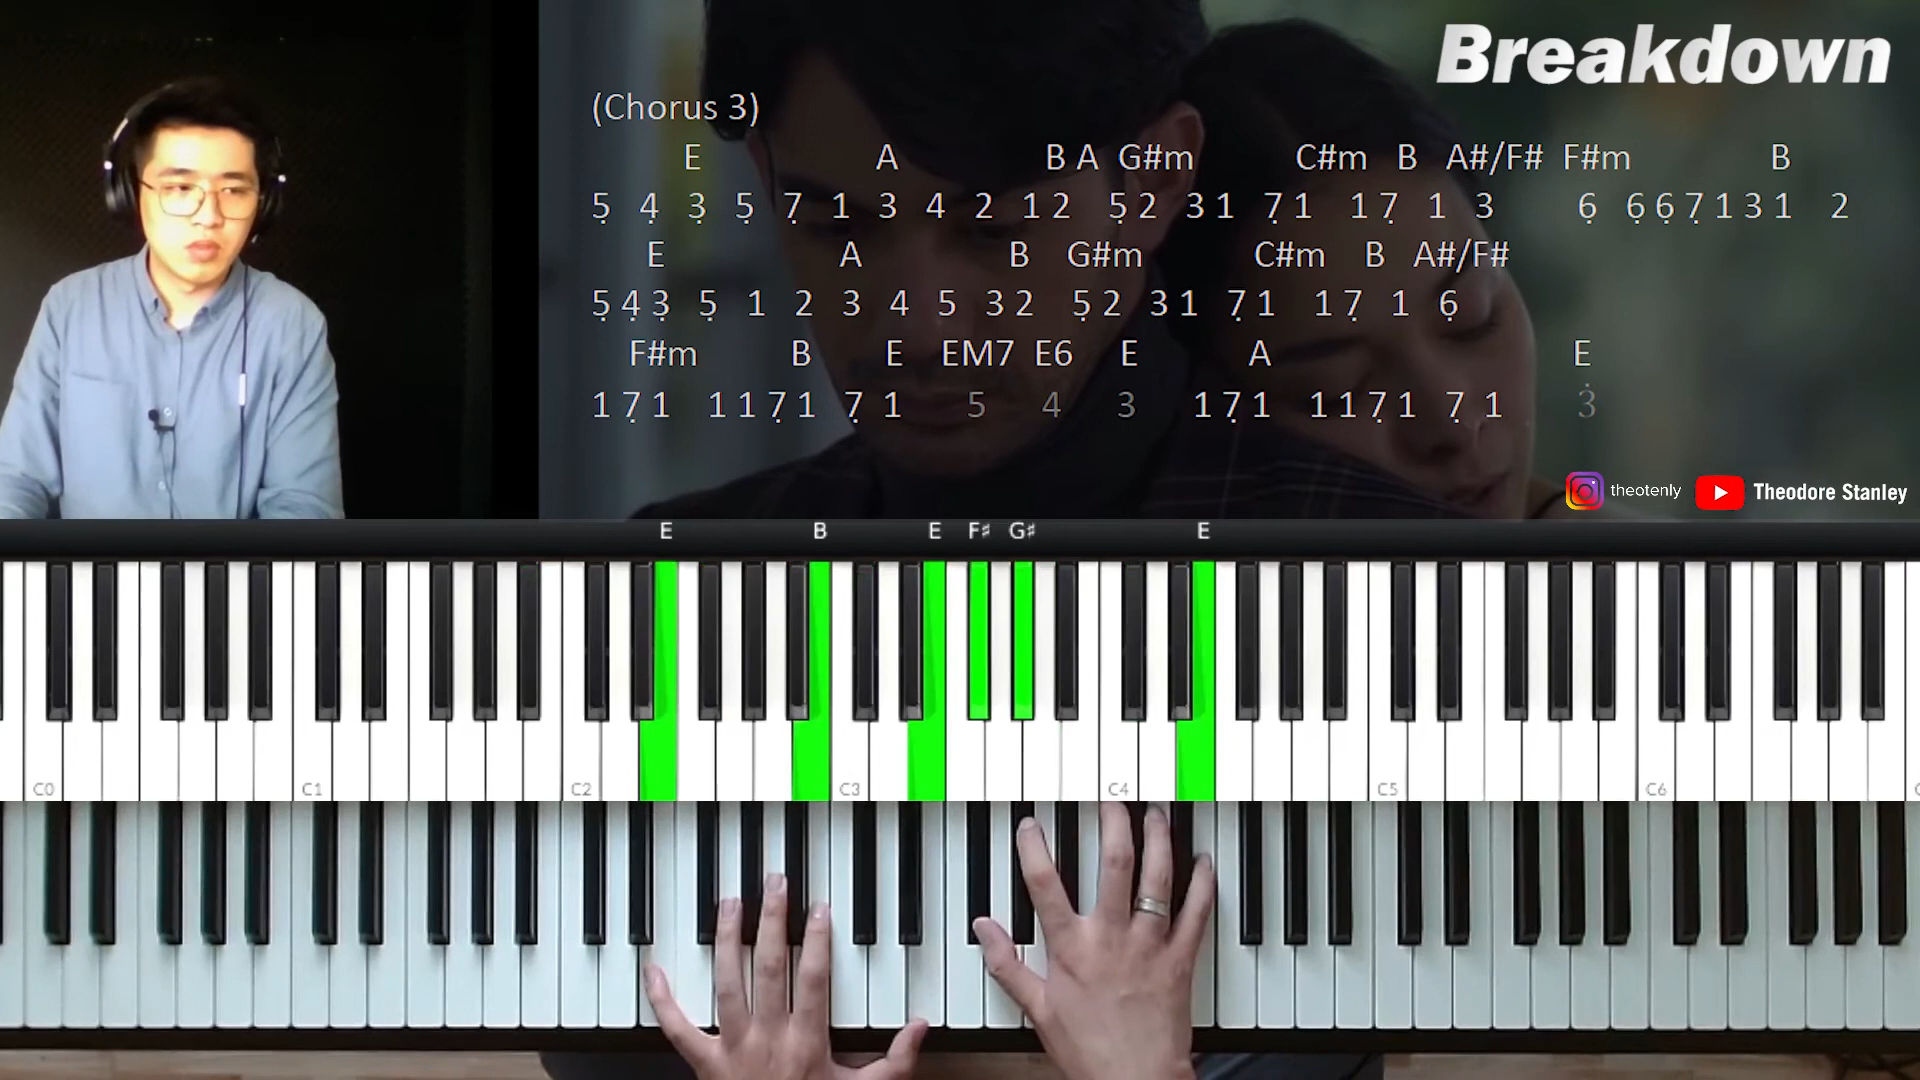 Breakdown
(Chorus 3)
E A B A G#m C#m B A#/F# F#m B
5̣ 4̣ 3̣ 5̣ 7̣ 1 3 4 2 1 2 5̣ 2 3 1 7̣ 1 1 7̣ 1 3 6̣ 6̣ 6̣ 7̣ 1 3 1 2
E A B G#m C#m B A#/F#
5̣ 4̣ 3̣ 5̣ 1 2 3 4 5 3 2 5̣ 2 3 1 7̣ 1 1 7̣ 1 6̣
F#m B E EM7 E6 E A E
1 7̣ 1 1 1 7̣ 1 7̣ 1 5 4 3 1 7̣ 1 1 1 7̣ 1 7̣ 1 3̇
theotenly Theodore Stanley
E B E F♯ G♯ E
C0 C1 C2 C3 C4 C5 C6